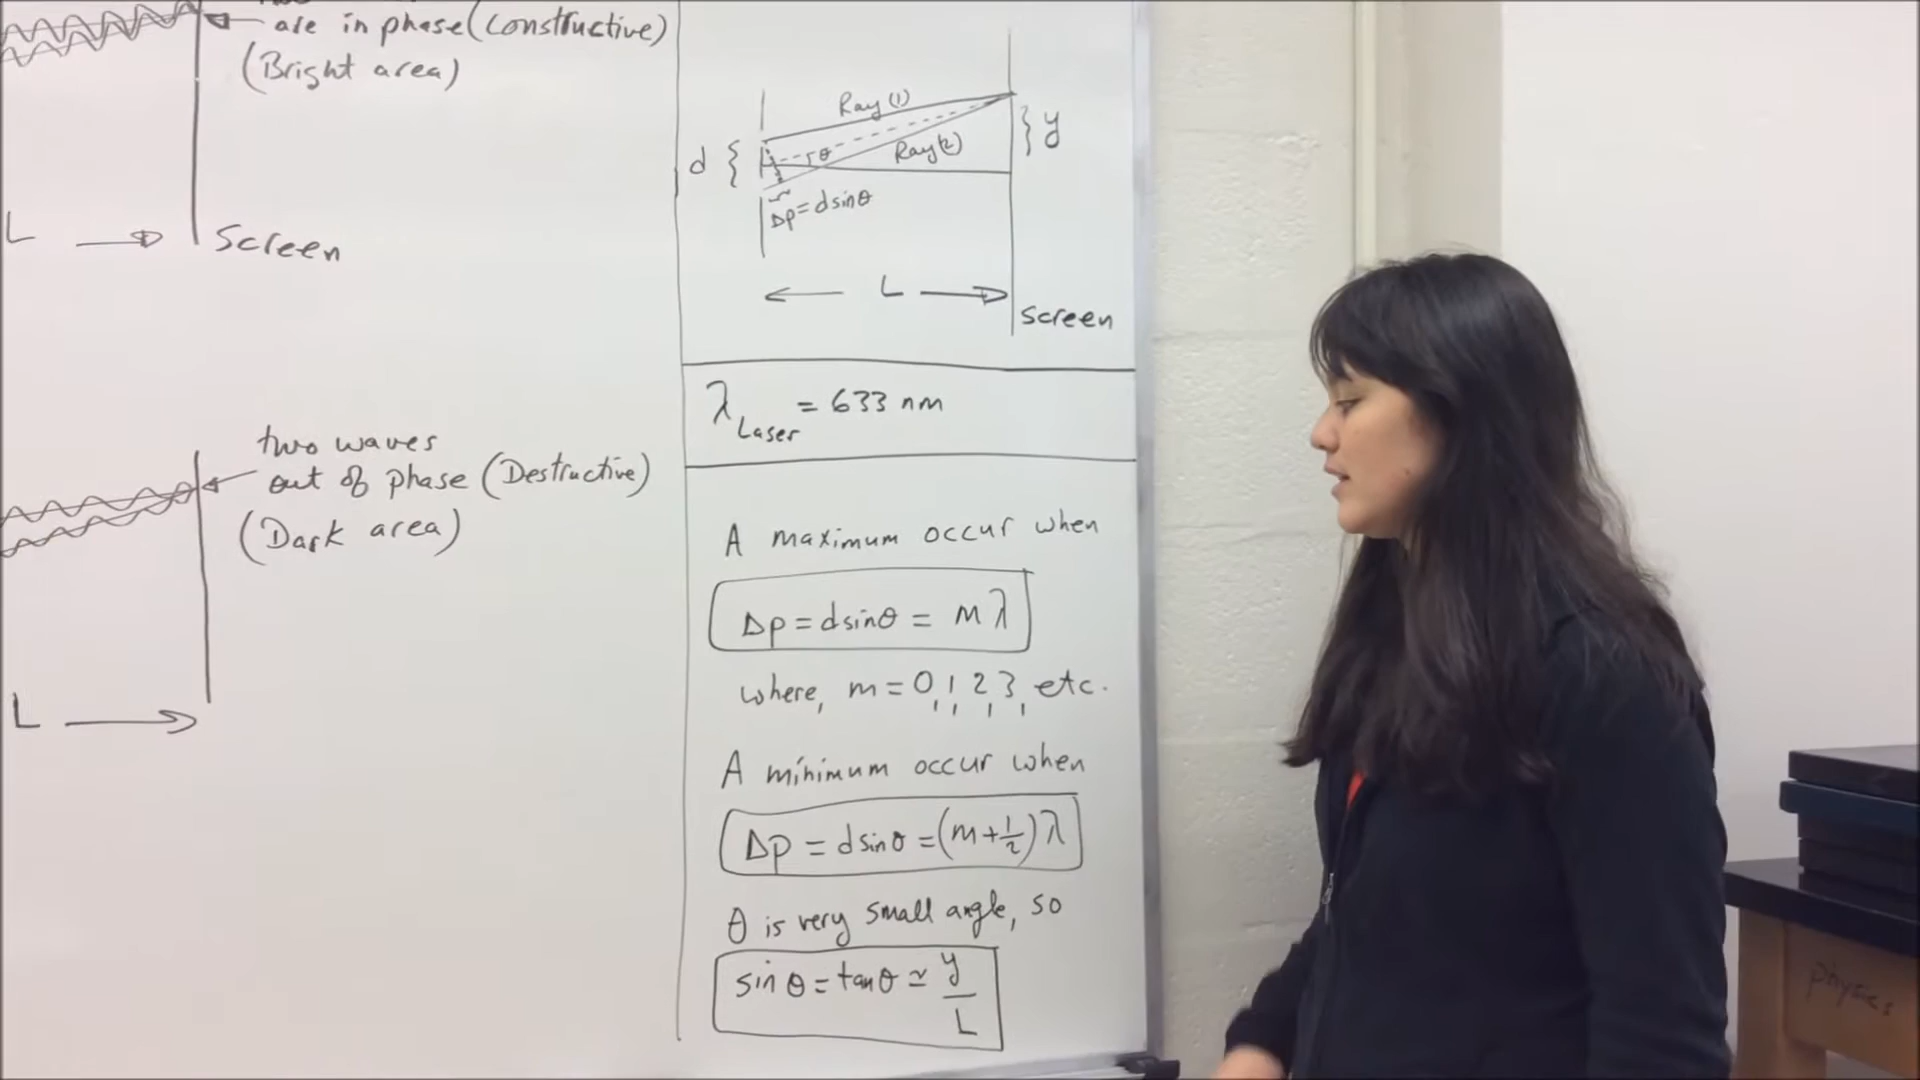 are in phase (Constructive)
(Bright area)
L
Screen
two waves
out of phase (Destructive)
(Dark area)
L
Ray (1)
d
θ
Ray (2)
y
Δp = d sin θ
L
screen
λ Laser = 633 nm
A maximum occur when
Δp = d sin θ = m λ
where, m = 0, 1, 2, 3, etc.
A minimum occur when
Δp = d sin θ = (m + 1/2) λ
θ is very small angle, so
sin θ = tan θ ≃ y/L
physics